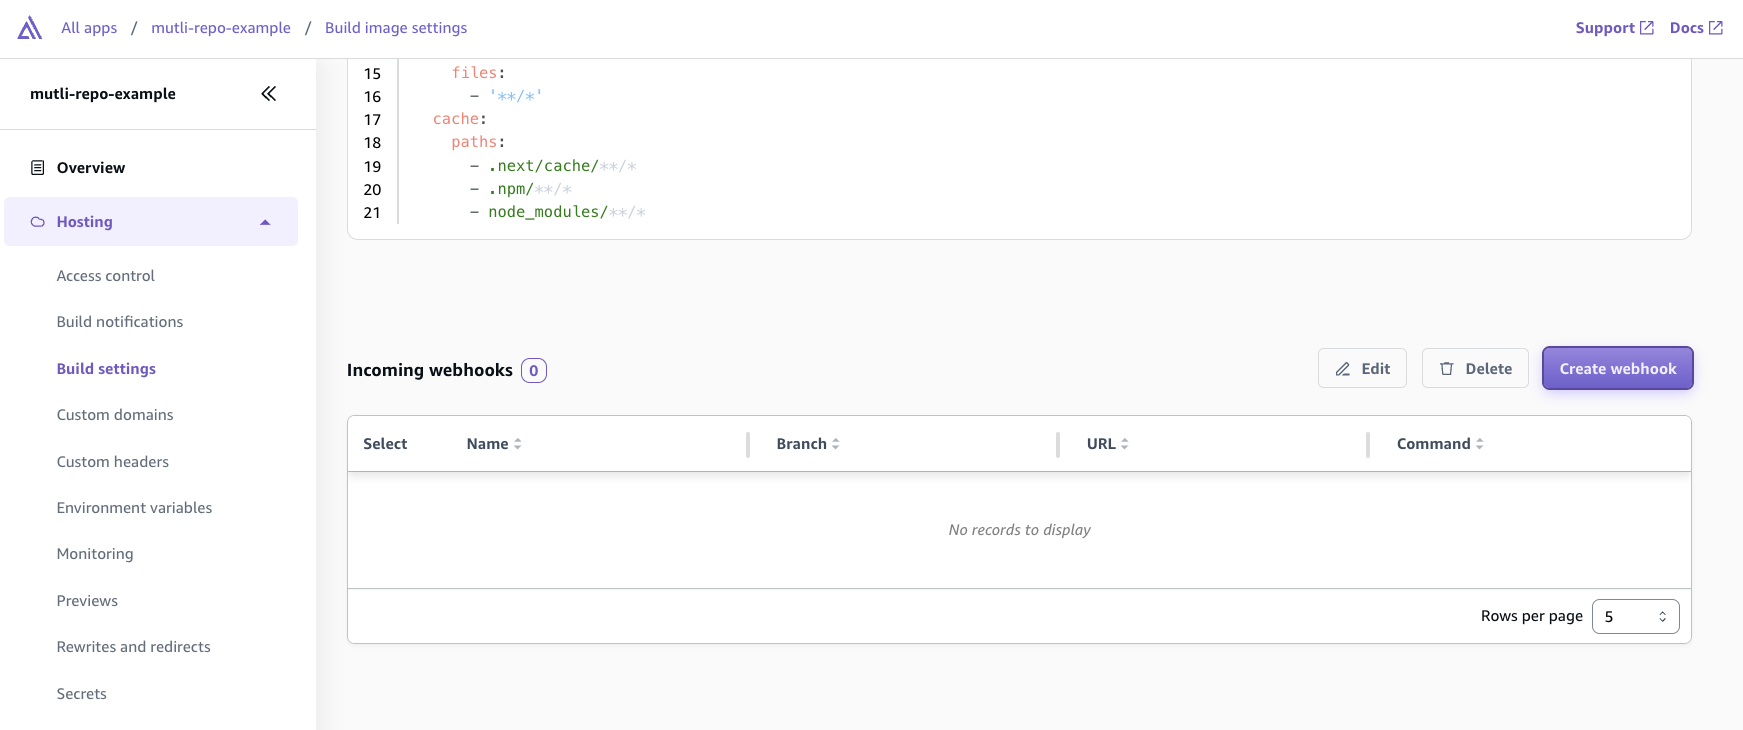 All apps / mutli-repo-example / Build image settings
Support Docs
mutli-repo-example
Overview
Hosting
Access control
Build notifications
Build settings
Custom domains
Custom headers
Environment variables
Monitoring
Previews
Rewrites and redirects
Secrets
15 files:
16 - '**/*'
17 cache:
18 paths:
19 - .next/cache/**/*
20 - .npm/**/*
21 - node_modules/**/*
Incoming webhooks 0
Edit Delete Create webhook
Select Name Branch URL Command
No records to display
Rows per page 5